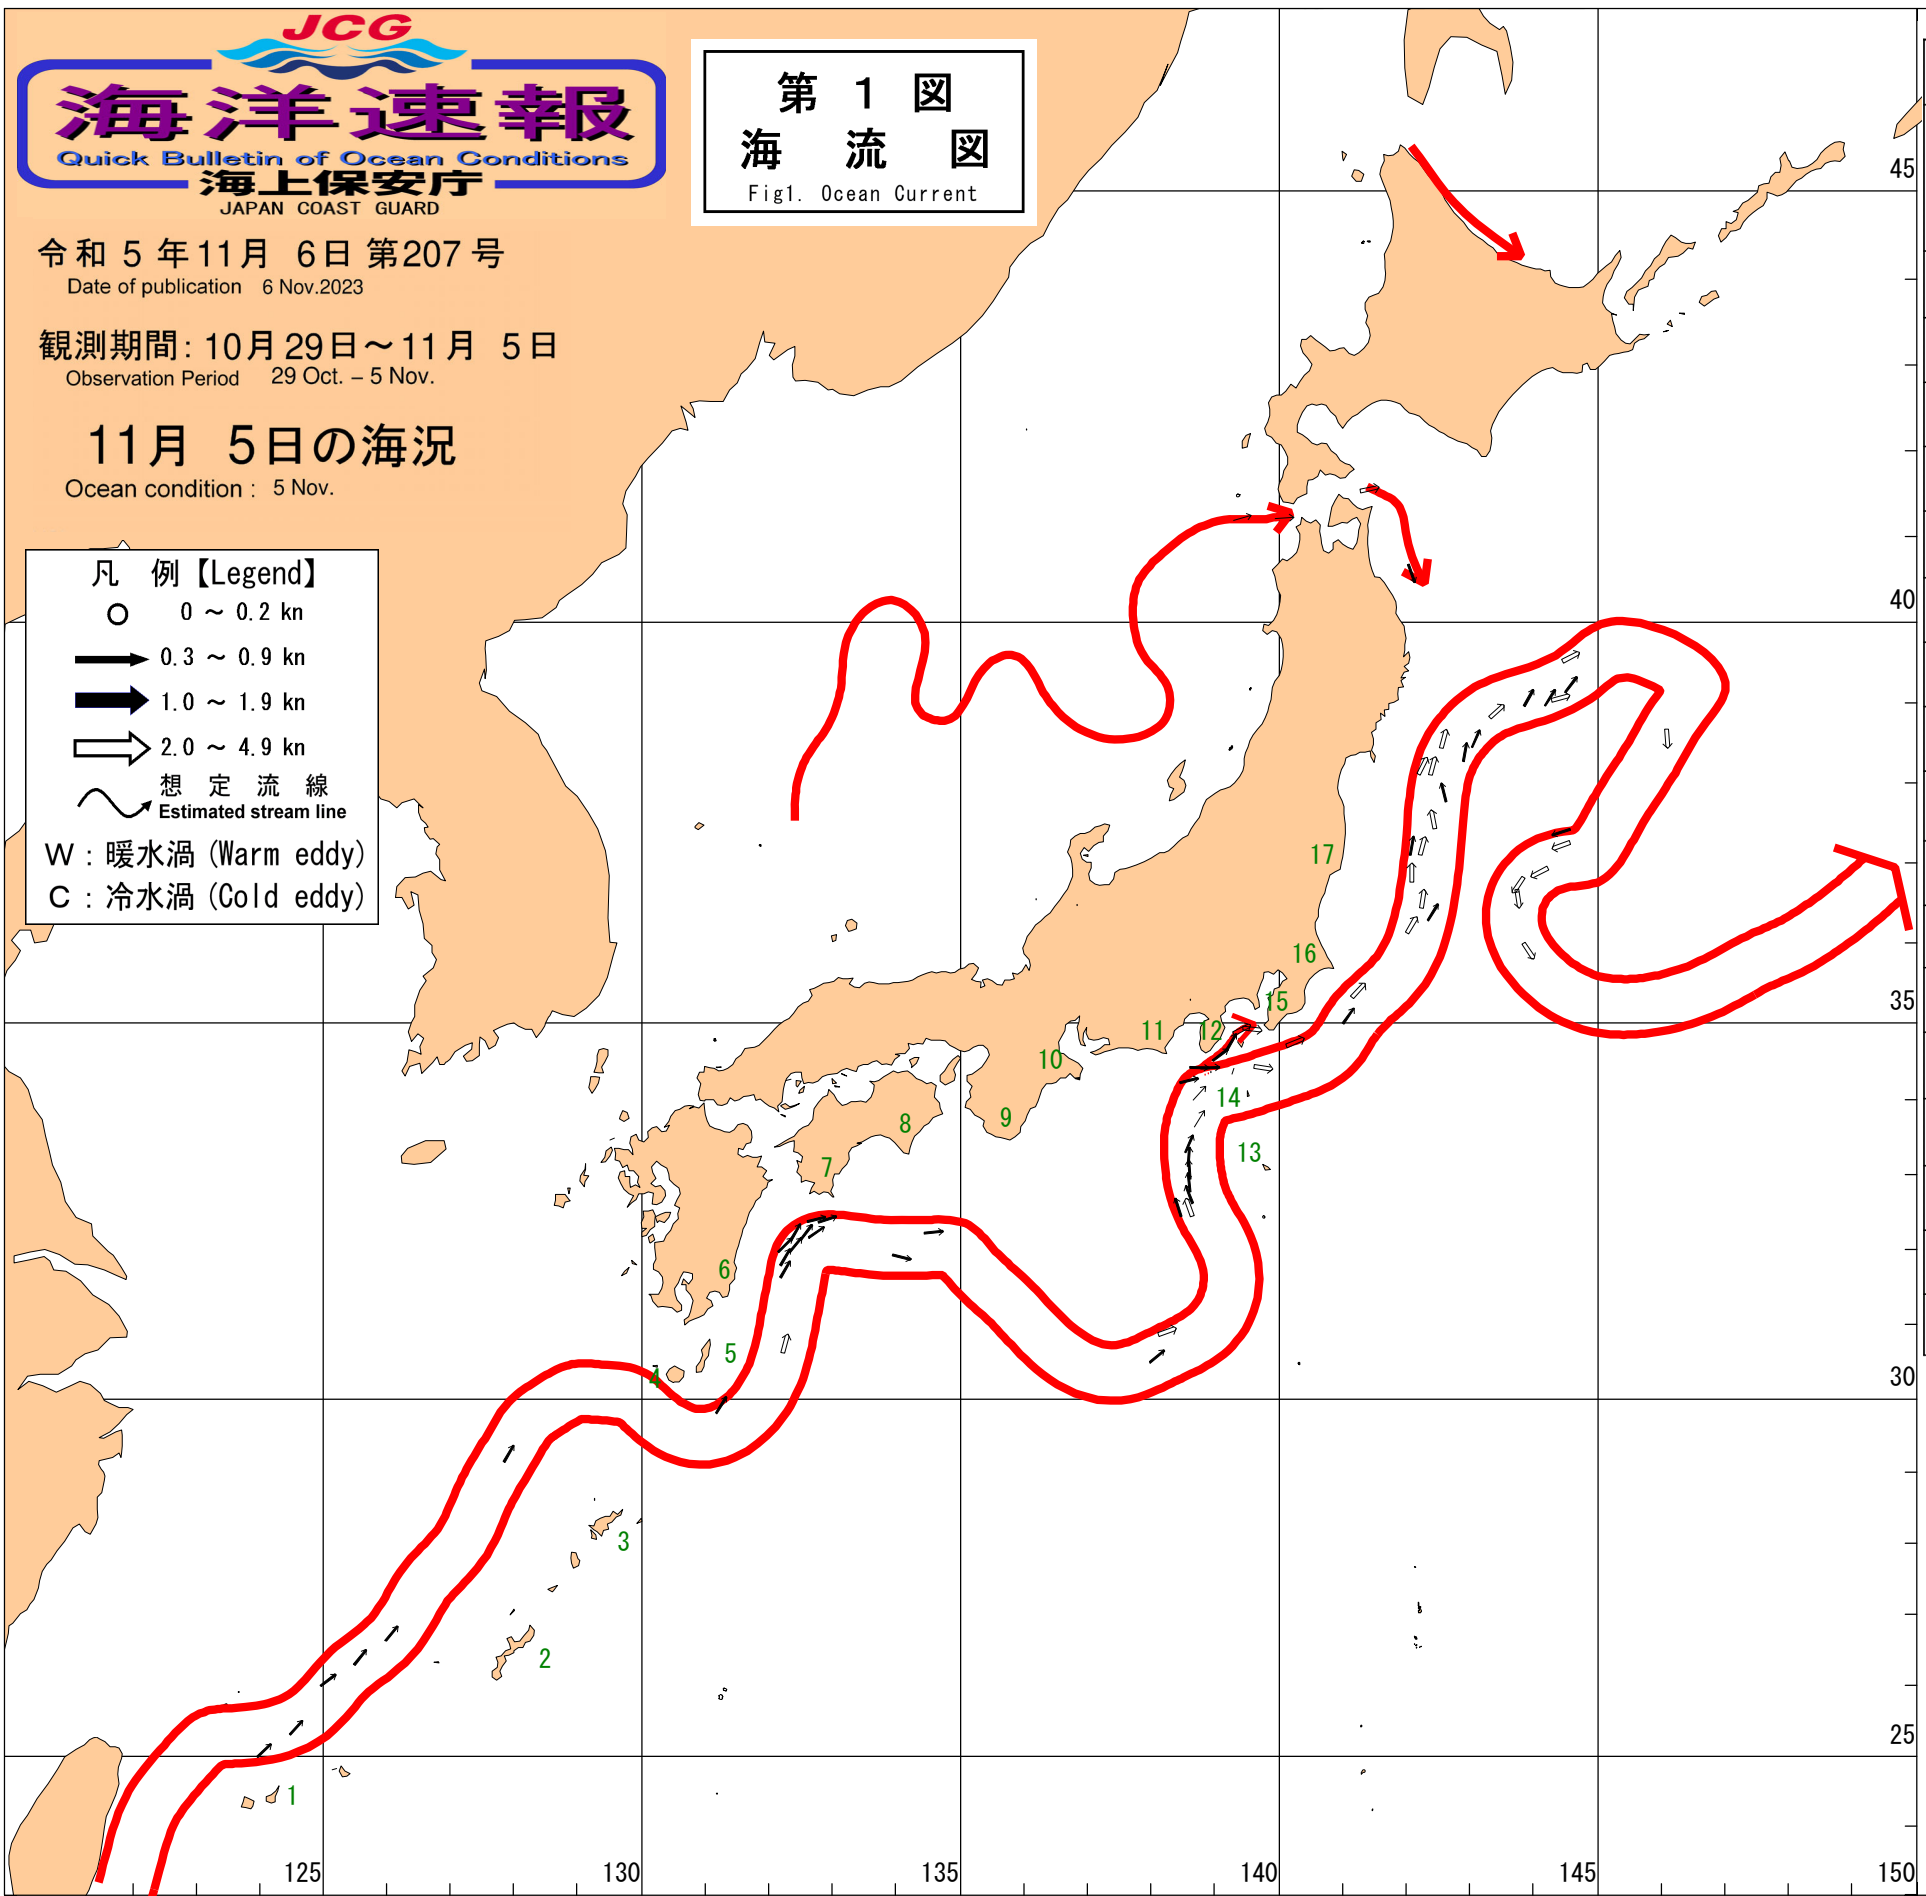 JCG
海洋速報
Quick Bulletin of Ocean Conditions
海上保安庁
JAPAN COAST GUARD
令和 5 年11月 6日 第207号
Date of publication 6 Nov.2023
観測期間: 10月29日～11月 5日
Observation Period 29 Oct. – 5 Nov.
11月 5日の海況
Ocean condition : 5 Nov.
第 1 図
海 流 図
Fig1. Ocean Current
凡 例【Legend】
0 ～ 0.2 kn
0.3 ～ 0.9 kn
1.0 ～ 1.9 kn
2.0 ～ 4.9 kn
想 定 流 線
Estimated stream line
W : 暖水渦 (Warm eddy)
C : 冷水渦 (Cold eddy)
45
40
17
16
35
15
12
11
10
14
9
8
13
7
6
5
4
30
3
2
25
1
125
130
135
140
145
150